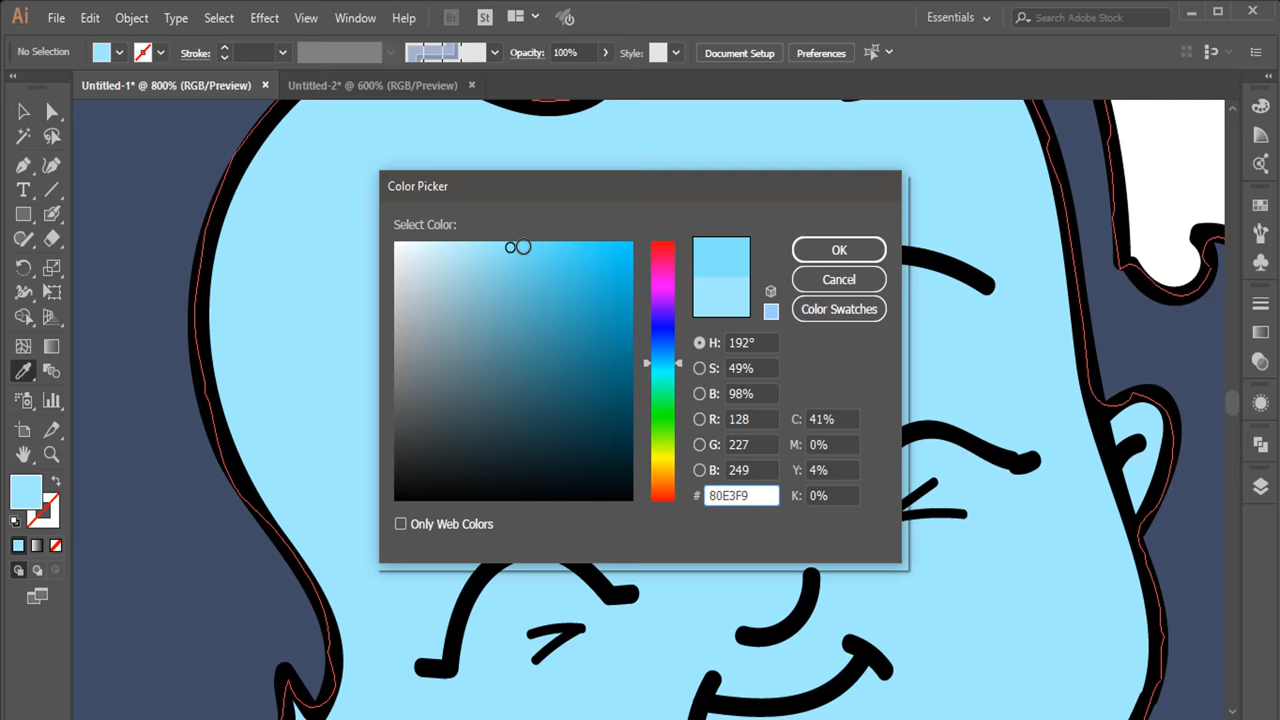 Ai File Edit Object Type Select Effect View Window Help Br St Essentials Search Adobe Stock
No Selection Stroke: Opacity: 100% Style: Document Setup Preferences
Untitled-1* @ 800% (RGB/Preview) × Untitled-2* @ 600% (RGB/Preview) ×
Color Picker
Select Color:
OK
Cancel
Color Swatches
H: 192°
S: 49%
B: 98%
R: 128 C: 41%
G: 227 M: 0%
B: 249 Y: 4%
# 80E3F9 K: 0%
Only Web Colors